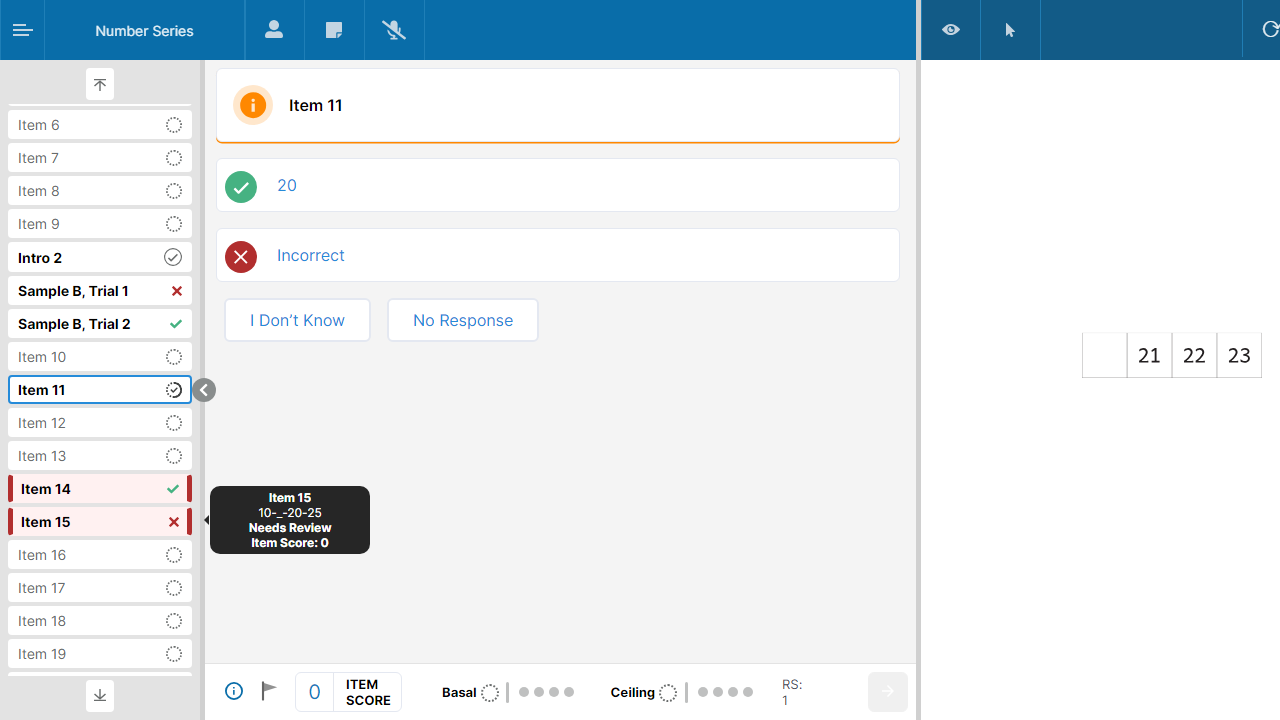 Number Series
Item 6
Item 7
Item 8
Item 9
Intro 2
Sample B, Trial 1
Sample B, Trial 2
Item 10
Item 11
Item 12
Item 13
Item 14
Item 15
Item 16
Item 17
Item 18
Item 19
Item 11
20
Incorrect
I Don’t Know
No Response
Item 15
10-_-20-25
Needs Review
Item Score: 0
0
ITEM
SCORE
Basal
Ceiling
RS:
1
21 22 23